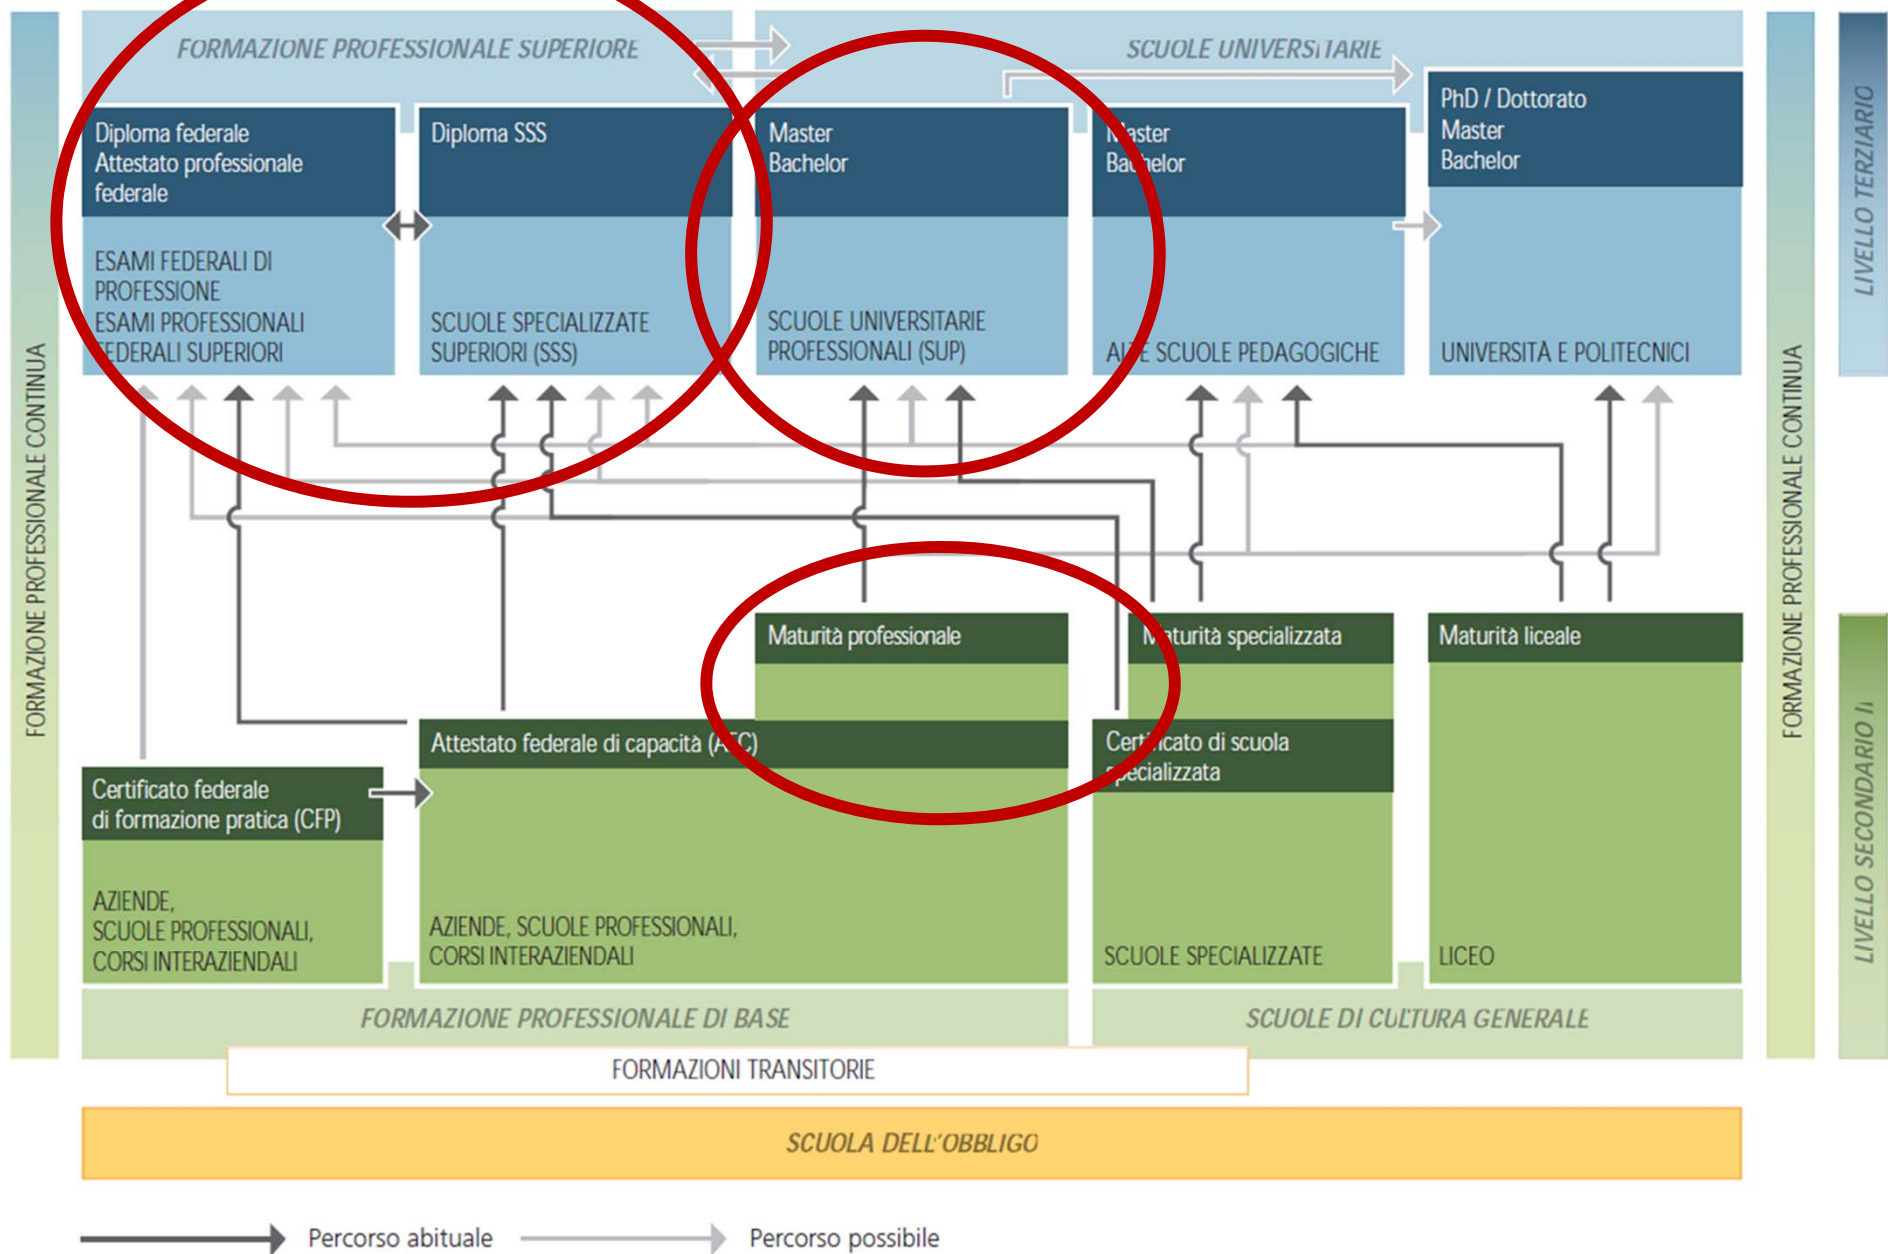 FORMAZIONE PROFESSIONALE SUPERIORE
SCUOLE UNIVERSITARIE
Diploma federale
Attestato professionale
federale
ESAMI FEDERALI DI
PROFESSIONE
ESAMI PROFESSIONALI
FEDERALI SUPERIORI
Diploma SSS
SCUOLE SPECIALIZZATE
SUPERIORI (SSS)
Master
Bachelor
SCUOLE UNIVERSITARIE
PROFESSIONALI (SUP)
Master
Bachelor
ALTE SCUOLE PEDAGOGICHE
PhD / Dottorato
Master
Bachelor
UNIVERSITÀ E POLITECNICI
FORMAZIONE PROFESSIONALE CONTINUA
FORMAZIONE PROFESSIONALE CONTINUA
LIVELLO TERZIARIO
LIVELLO SECONDARIO II
Maturità professionale
Maturità specializzata
Maturità liceale
Attestato federale di capacità (AFC)
Certificato di scuola
specializzata
Certificato federale
di formazione pratica (CFP)
AZIENDE,
SCUOLE PROFESSIONALI,
CORSI INTERAZIENDALI
AZIENDE, SCUOLE PROFESSIONALI,
CORSI INTERAZIENDALI
SCUOLE SPECIALIZZATE
LICEO
FORMAZIONE PROFESSIONALE DI BASE
SCUOLE DI CULTURA GENERALE
FORMAZIONI TRANSITORIE
SCUOLA DELL'OBBLIGO
Percorso abituale
Percorso possibile